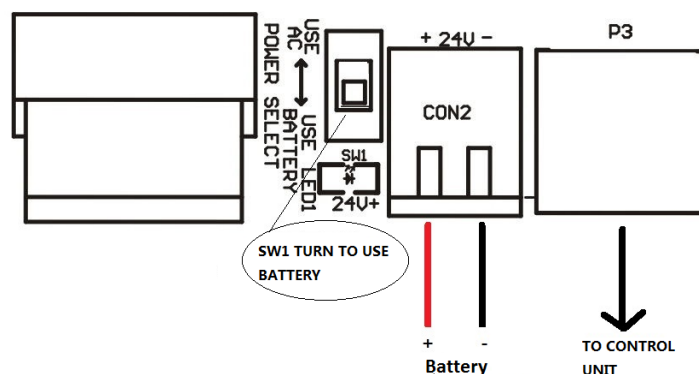 USE
AC
USE
BATTERY
POWER SELECT
SW1
LED1
24V+
+ 24V -
CON2
P3
SW1 TURN TO USE
BATTERY
+ -
Battery
TO CONTROL
UNIT